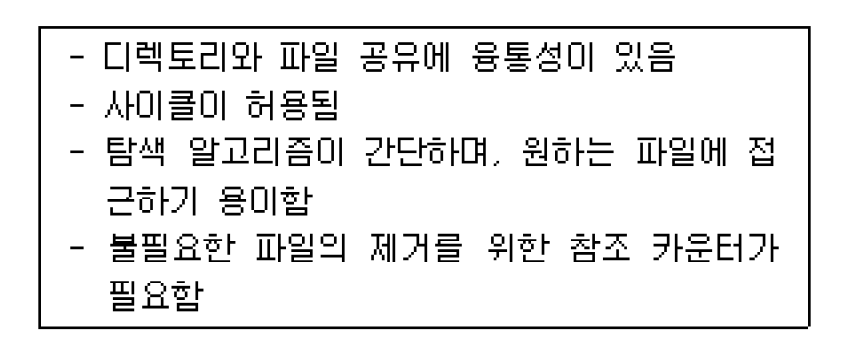 - 디렉토리와 파일 공유에 융통성이 있음
- 사이클이 허용됨
- 탐색 알고리즘이 간단하며, 원하는 파일에 접
근하기 용이함
- 불필요한 파일의 제거를 위한 참조 카운터가
필요함